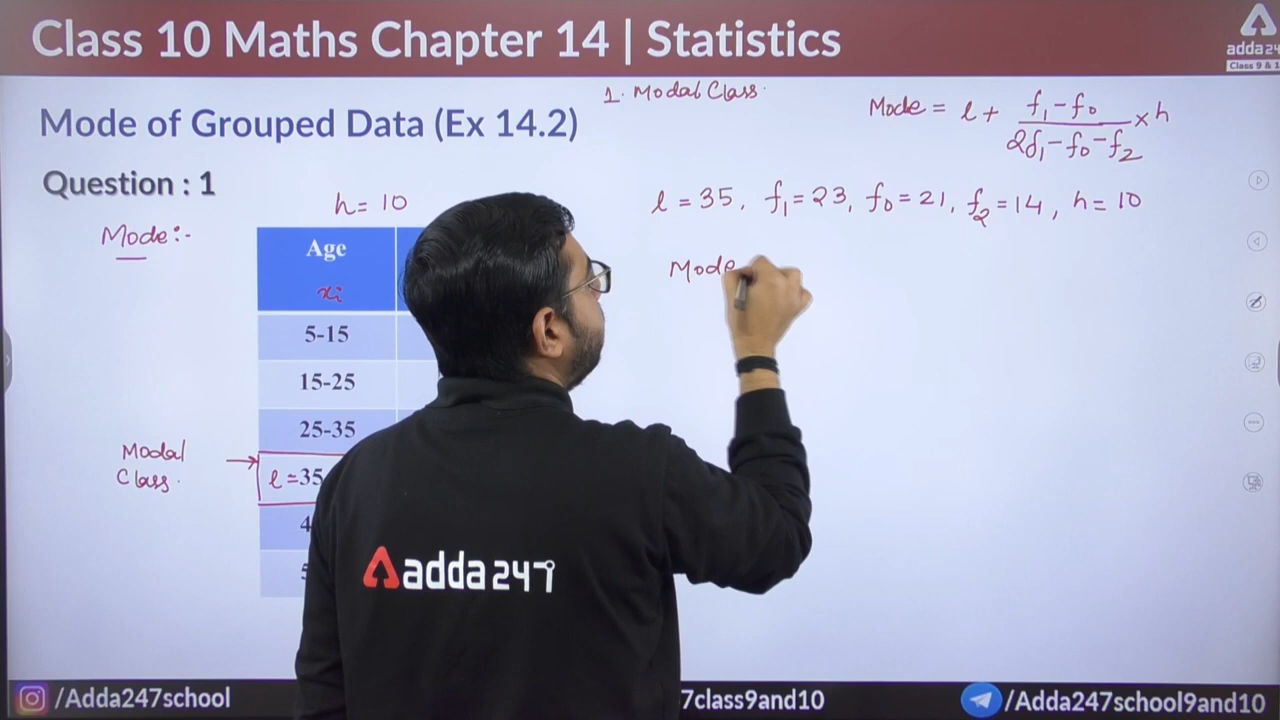 Class 10 Maths Chapter 14 | Statistics
adda24
Class 9 & 1
1. Modal Class.
Mode of Grouped Data (Ex 14.2)
Mode = l + (f₁-f₀)/(2f₁-f₀-f₂) × h
Question : 1
h = 10
l = 35, f₁ = 23, f₀ = 21, f₂ = 14, h = 10
Mode:-
Age
xi
Mode
5-15
15-25
25-35
Modal
Class.
l = 35
4
adda247
/Adda247school
7class9and10
/Adda247school9and10